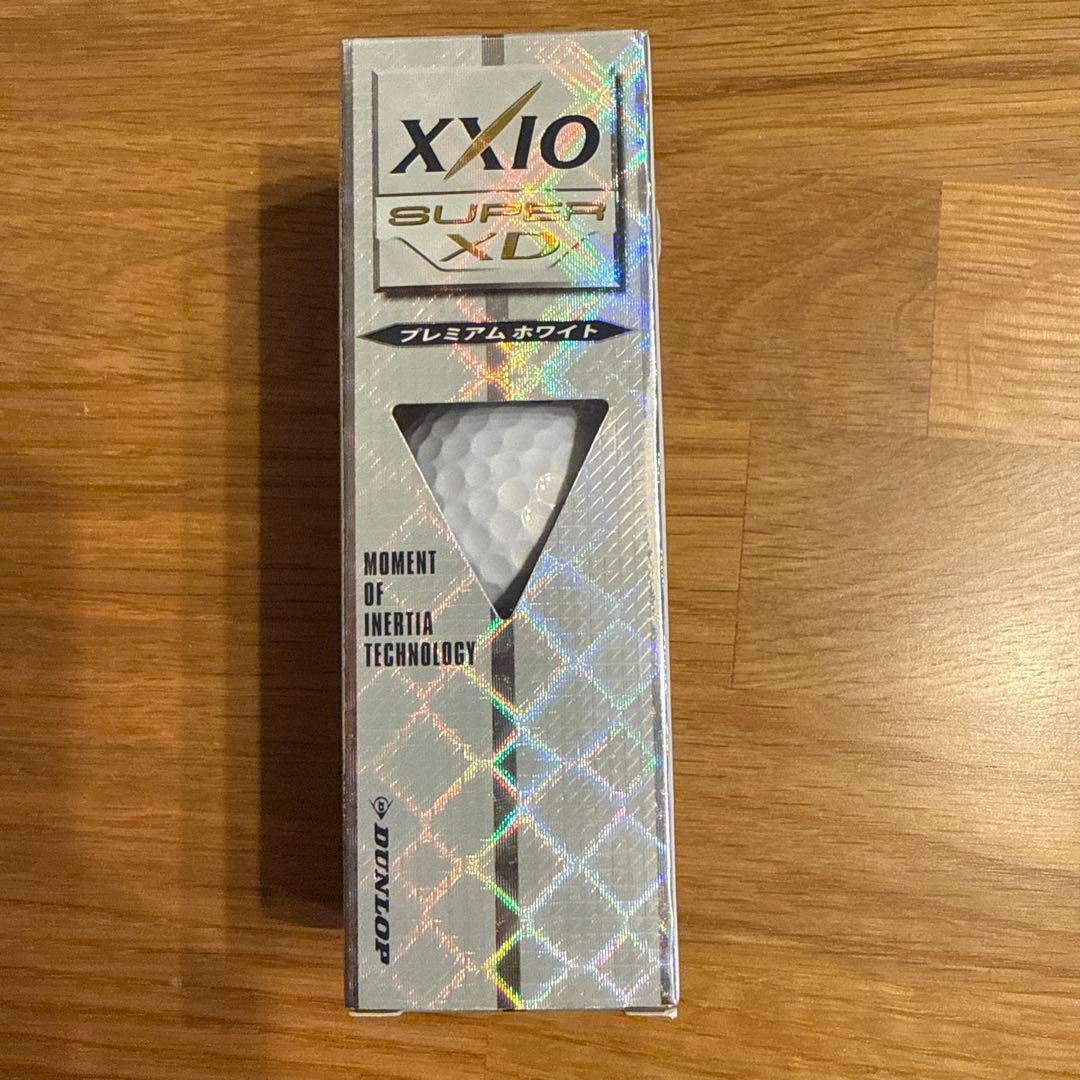 XXIO
SUPER
XD
プレミアム ホワイト
MOMENT
OF
INERTIA
TECHNOLOGY
DUNLOP